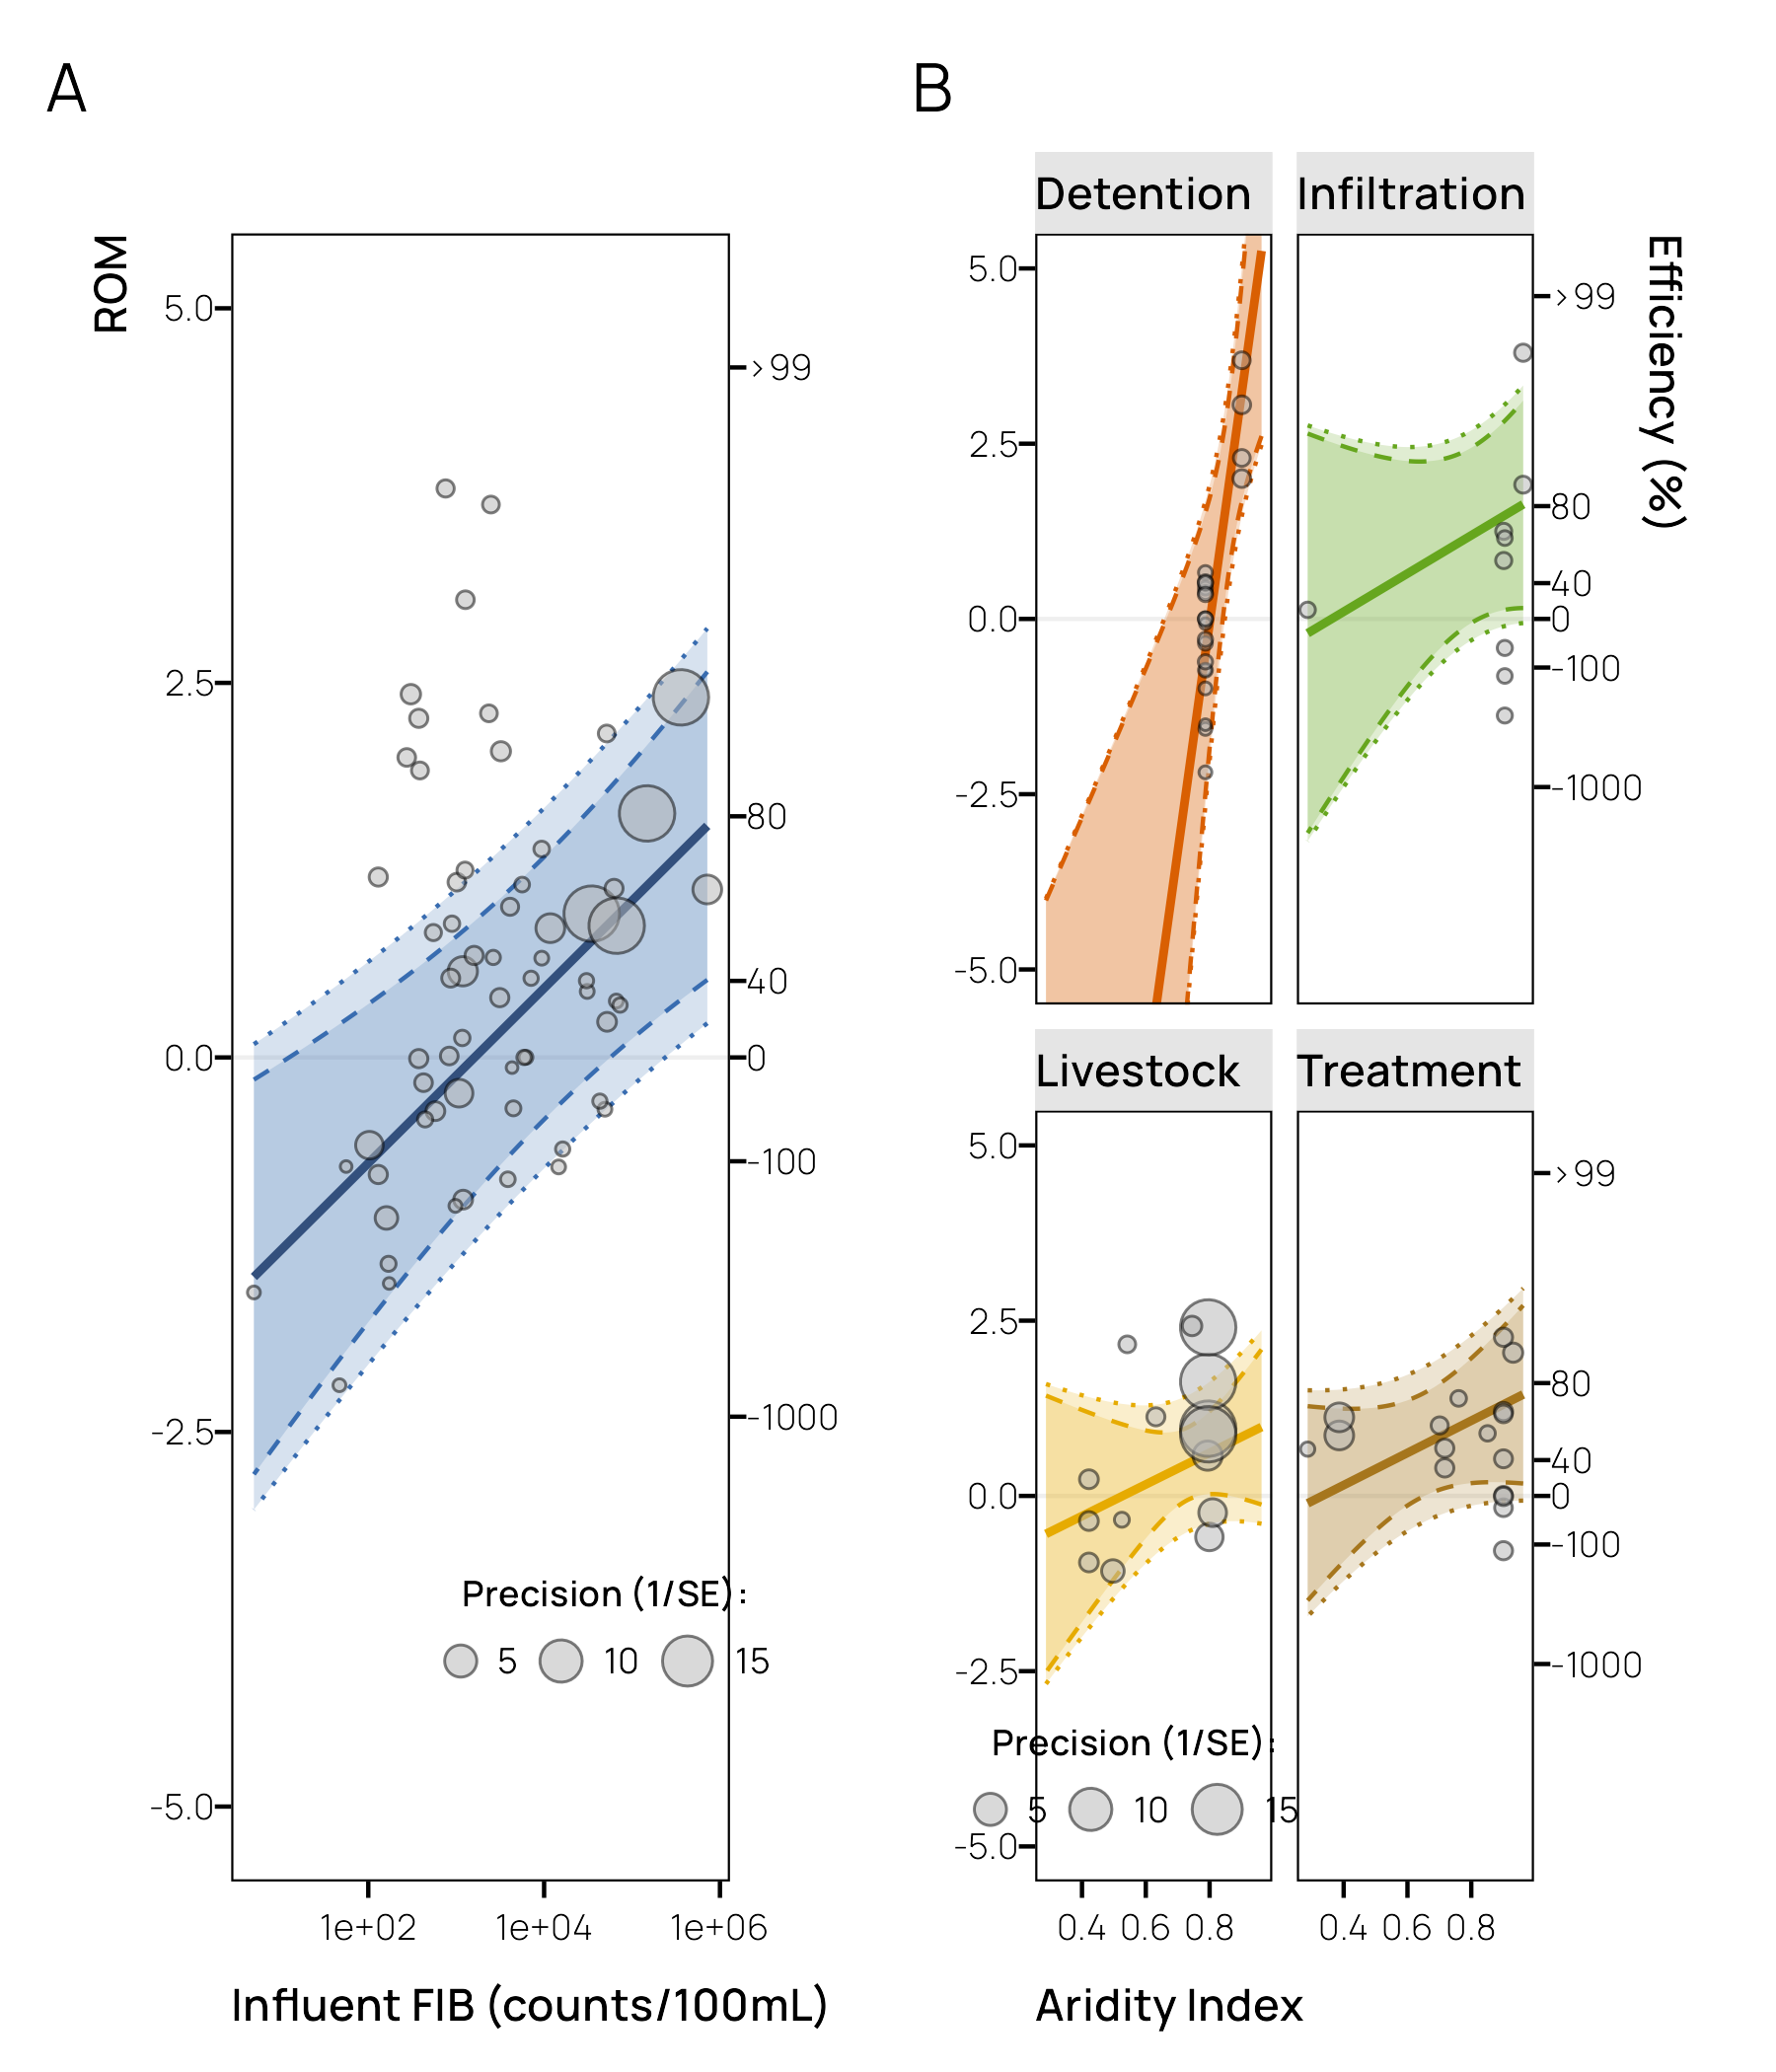 A
ROM
5.0
2.5
0.0
-2.5
-5.0
>99
80
40
0
-100
-1000
Precision (1/SE):
5 10 15
1e+02 1e+04 1e+06
Influent FIB (counts/100mL)
B
Detention Infiltration
5.0
2.5
0.0
-2.5
-5.0
>99
80
40
0
-100
-1000
Efficiency (%)
Livestock Treatment
5.0
2.5
0.0
-2.5
-5.0
>99
80
40
0
-100
-1000
Precision (1/SE):
5 10 15
0.4 0.6 0.8 0.4 0.6 0.8
Aridity Index